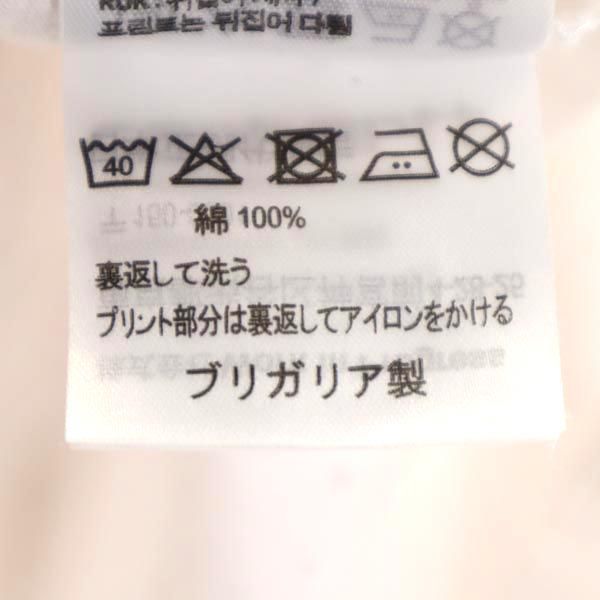 프린트는 뒤집어 다림
40
綿 100%
裏返して洗う
プリント部分は裏返してアイロンをかける
ブリガリア製